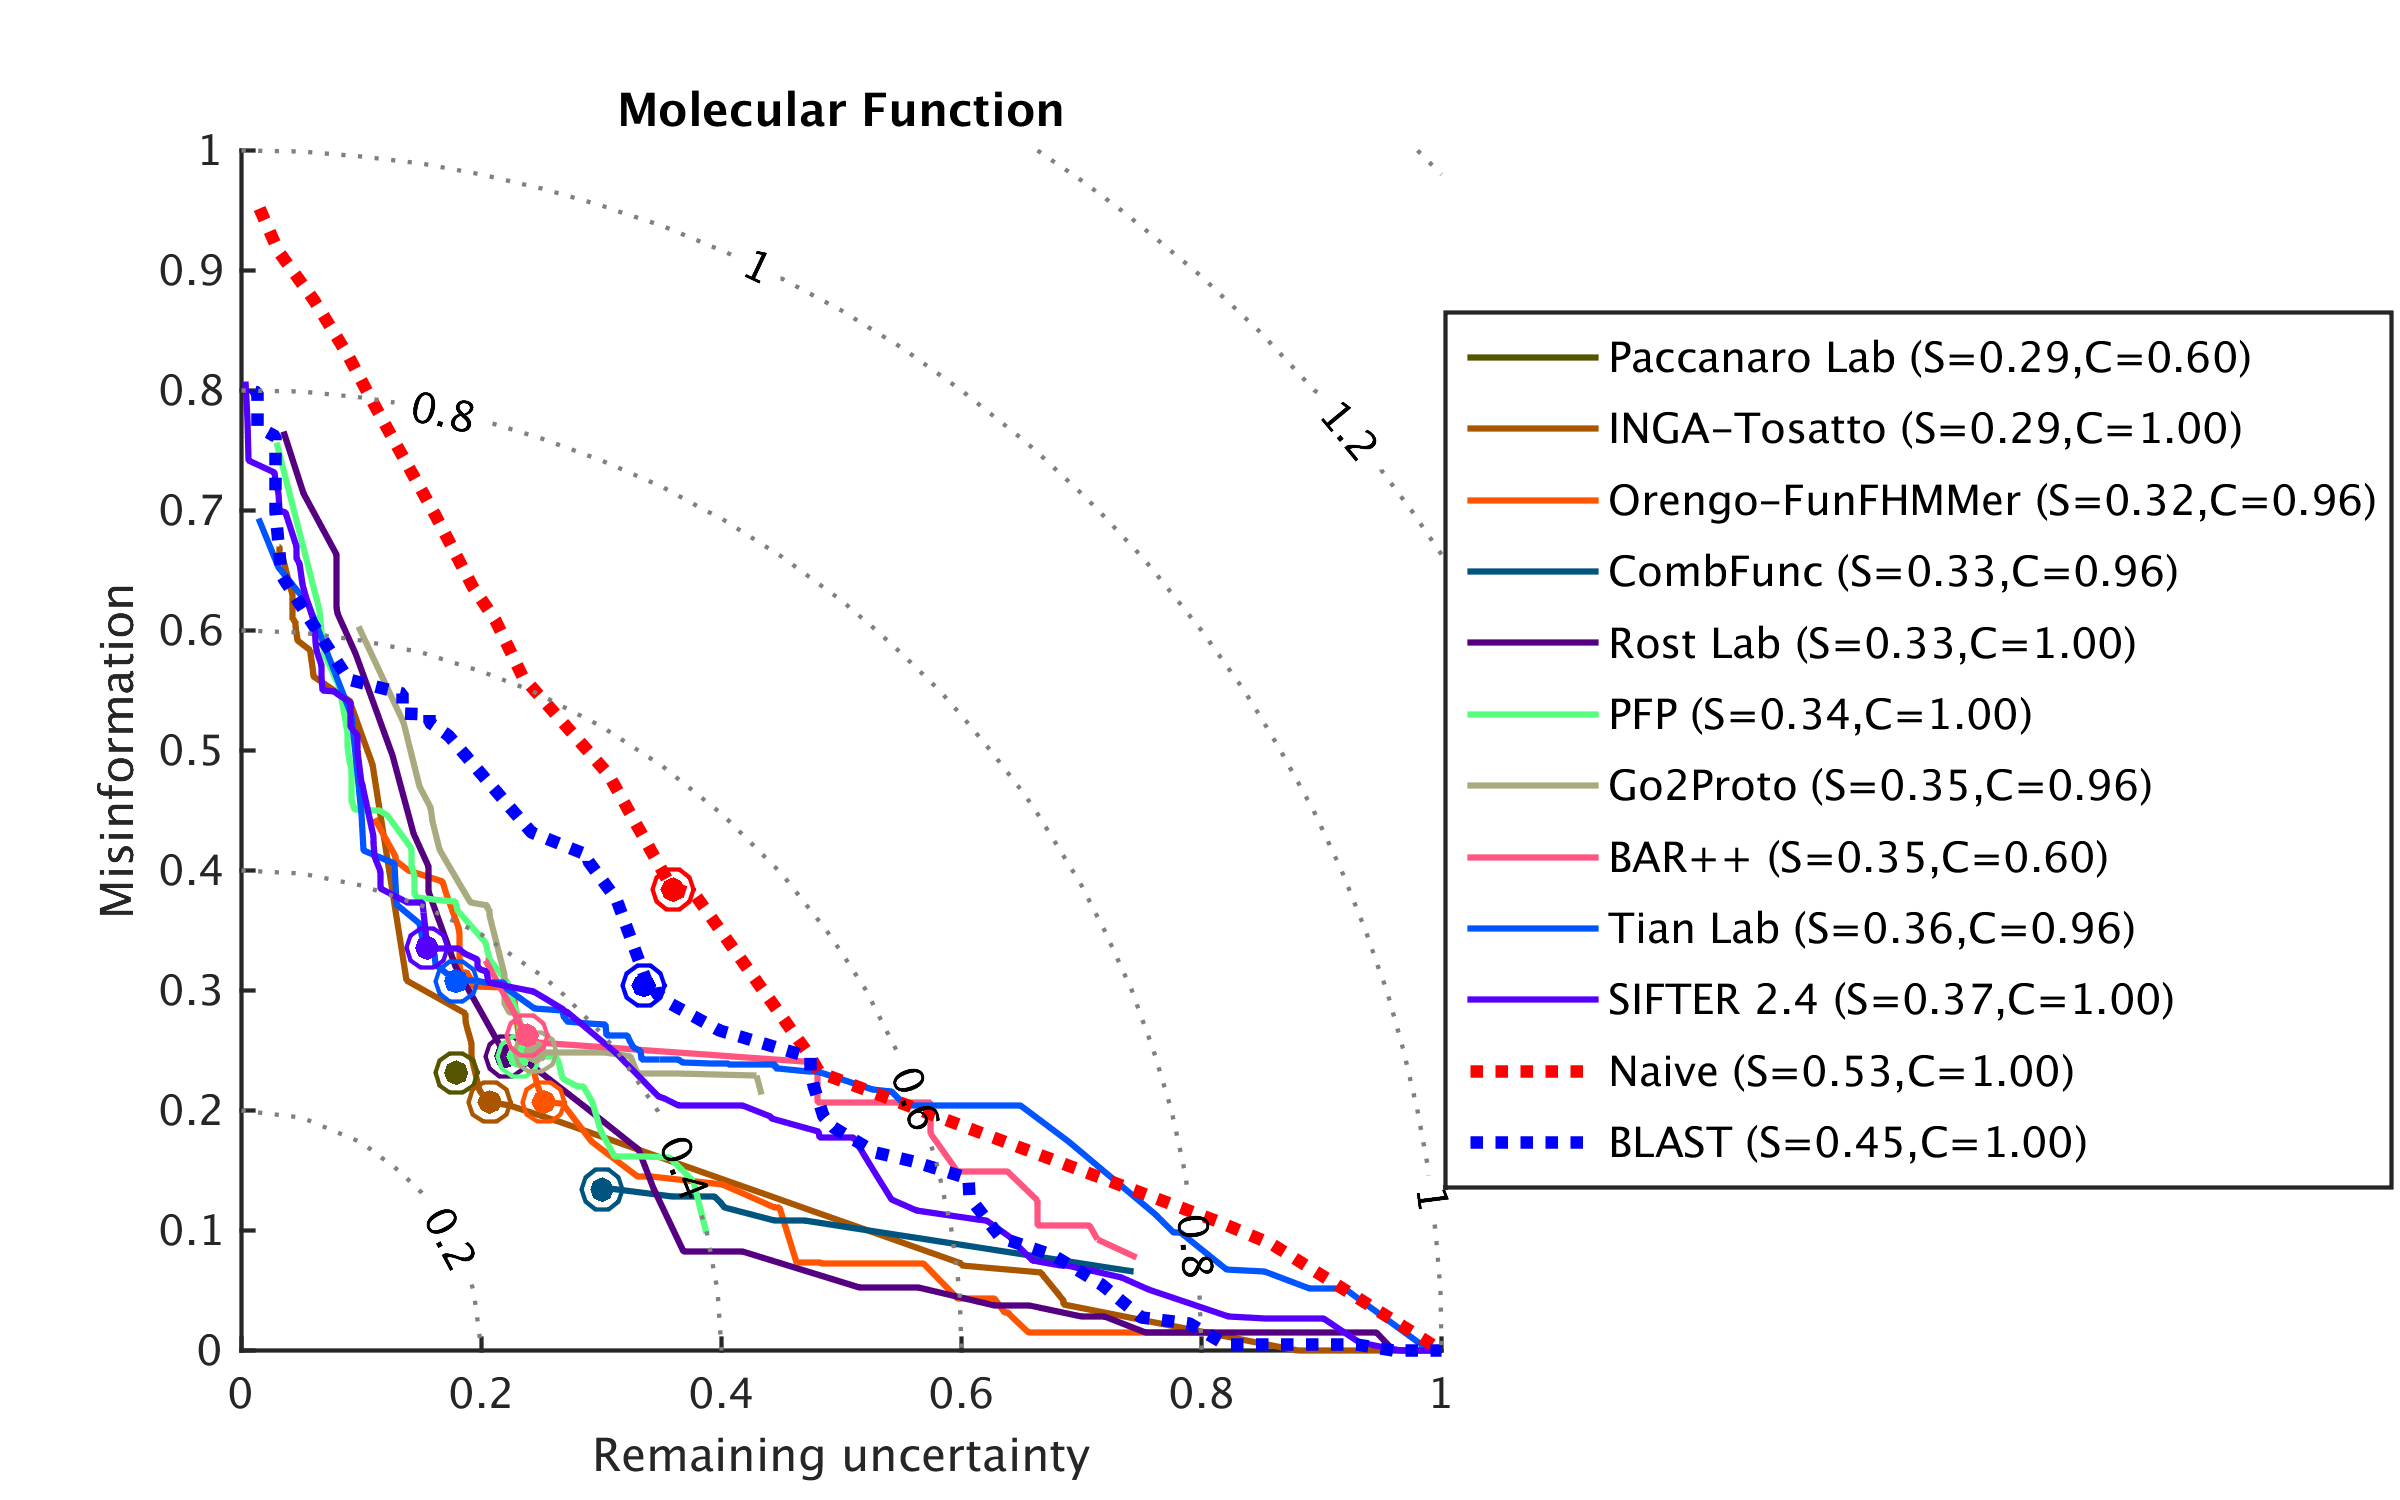 Molecular Function
1
0.9
0.8
0.7
0.6
0.5
0.4
0.3
0.2
0.1
0
Misinformation
0 0.2 0.4 0.6 0.8 1
Remaining uncertainty
1
0.8
1.2
0.6
0.4
0.2
0.8
1
Paccanaro Lab (S=0.29,C=0.60)
INGA-Tosatto (S=0.29,C=1.00)
Orengo-FunFHMMer (S=0.32,C=0.96)
CombFunc (S=0.33,C=0.96)
Rost Lab (S=0.33,C=1.00)
PFP (S=0.34,C=1.00)
Go2Proto (S=0.35,C=0.96)
BAR++ (S=0.35,C=0.60)
Tian Lab (S=0.36,C=0.96)
SIFTER 2.4 (S=0.37,C=1.00)
Naive (S=0.53,C=1.00)
BLAST (S=0.45,C=1.00)